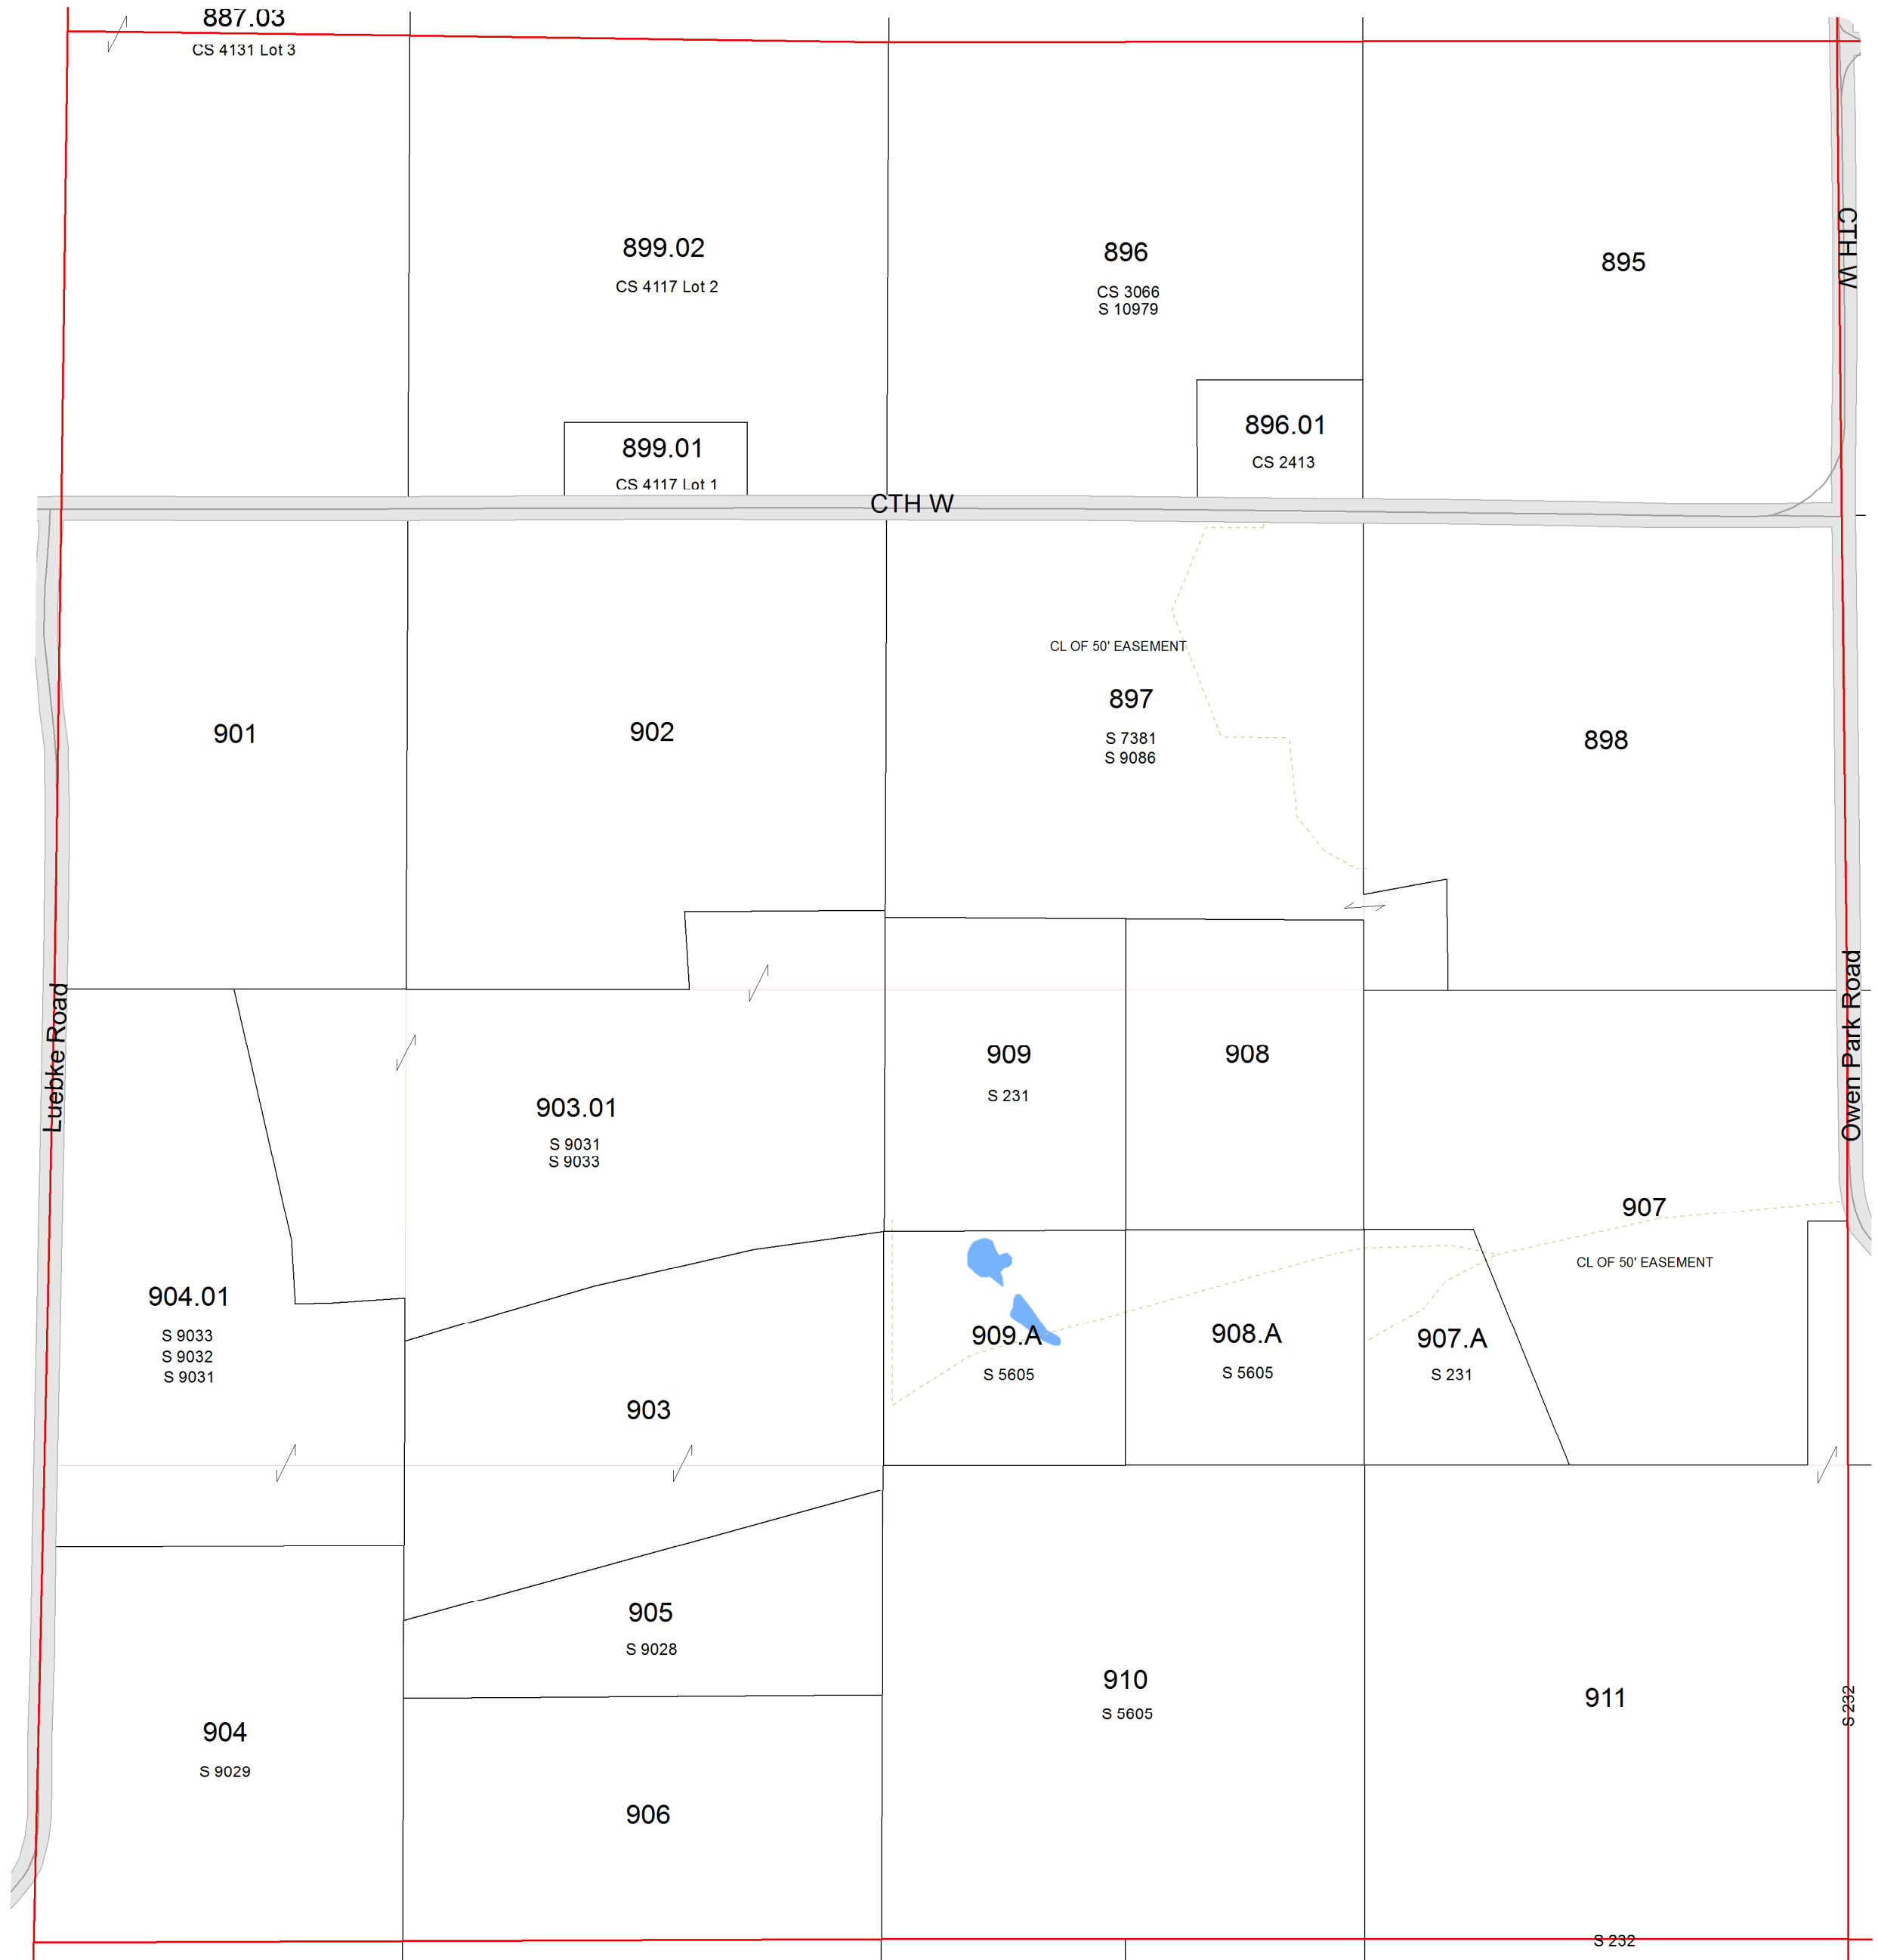 887.03
CS 4131 Lot 3
899.02
CS 4117 Lot 2
896
CS 3066
S 10979
895
CTH W
899.01
CS 4117 Lot 1
896.01
CS 2413
CTH W
CL OF 50' EASEMENT
901
902
897
S 7381
S 9086
898
Luebke Road
Owen Park Road
909
S 231
908
903.01
S 9031
S 9033
907
CL OF 50' EASEMENT
904.01
S 9033
S 9032
S 9031
909.A
S 5605
908.A
S 5605
907.A
S 231
903
905
S 9028
910
S 5605
911
S 232
904
S 9029
906
S 232